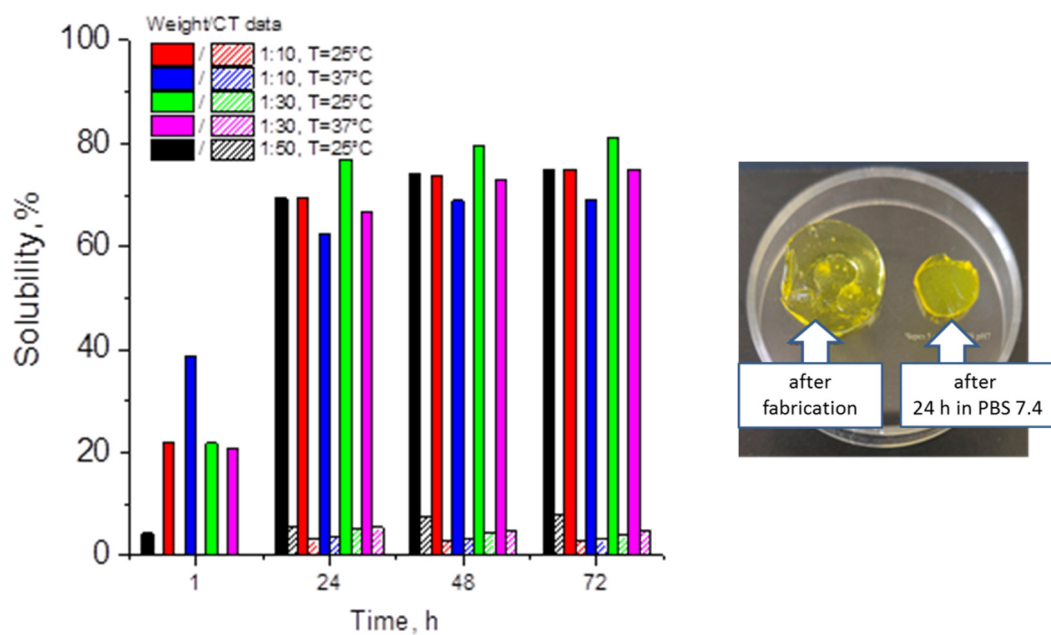 Weight/CT data
/ 1:10, T=25°C
/ 1:10, T=37°C
/ 1:30, T=25°C
/ 1:30, T=37°C
/ 1:50, T=25°C
100
80
60
40
20
0
Solubility, %
1 24 48 72
Time, h
after
fabrication
after
24 h in PBS 7.4